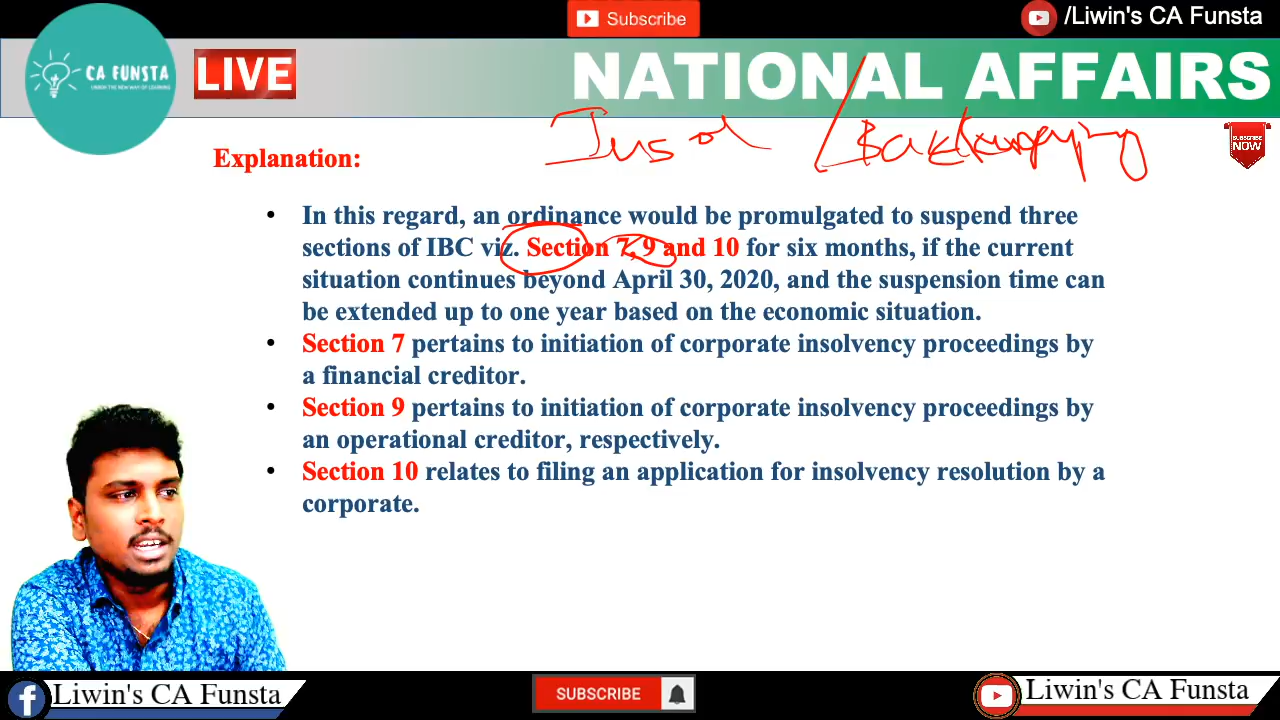 Subscribe
/Liwin's CA Funsta
CA FUNSTA
LIVE
NATIONAL AFFAIRS
Insol
SUBSCRIBE
NOW
Explanation:
• In this regard, an ordinance would be promulgated to suspend three
sections of IBC viz. Section 7, 9 and 10 for six months, if the current
situation continues beyond April 30, 2020, and the suspension time can
be extended up to one year based on the economic situation.
• Section 7 pertains to initiation of corporate insolvency proceedings by
a financial creditor.
• Section 9 pertains to initiation of corporate insolvency proceedings by
an operational creditor, respectively.
• Section 10 relates to filing an application for insolvency resolution by a
corporate.
Liwin's CA Funsta
SUBSCRIBE
Liwin's CA Funsta